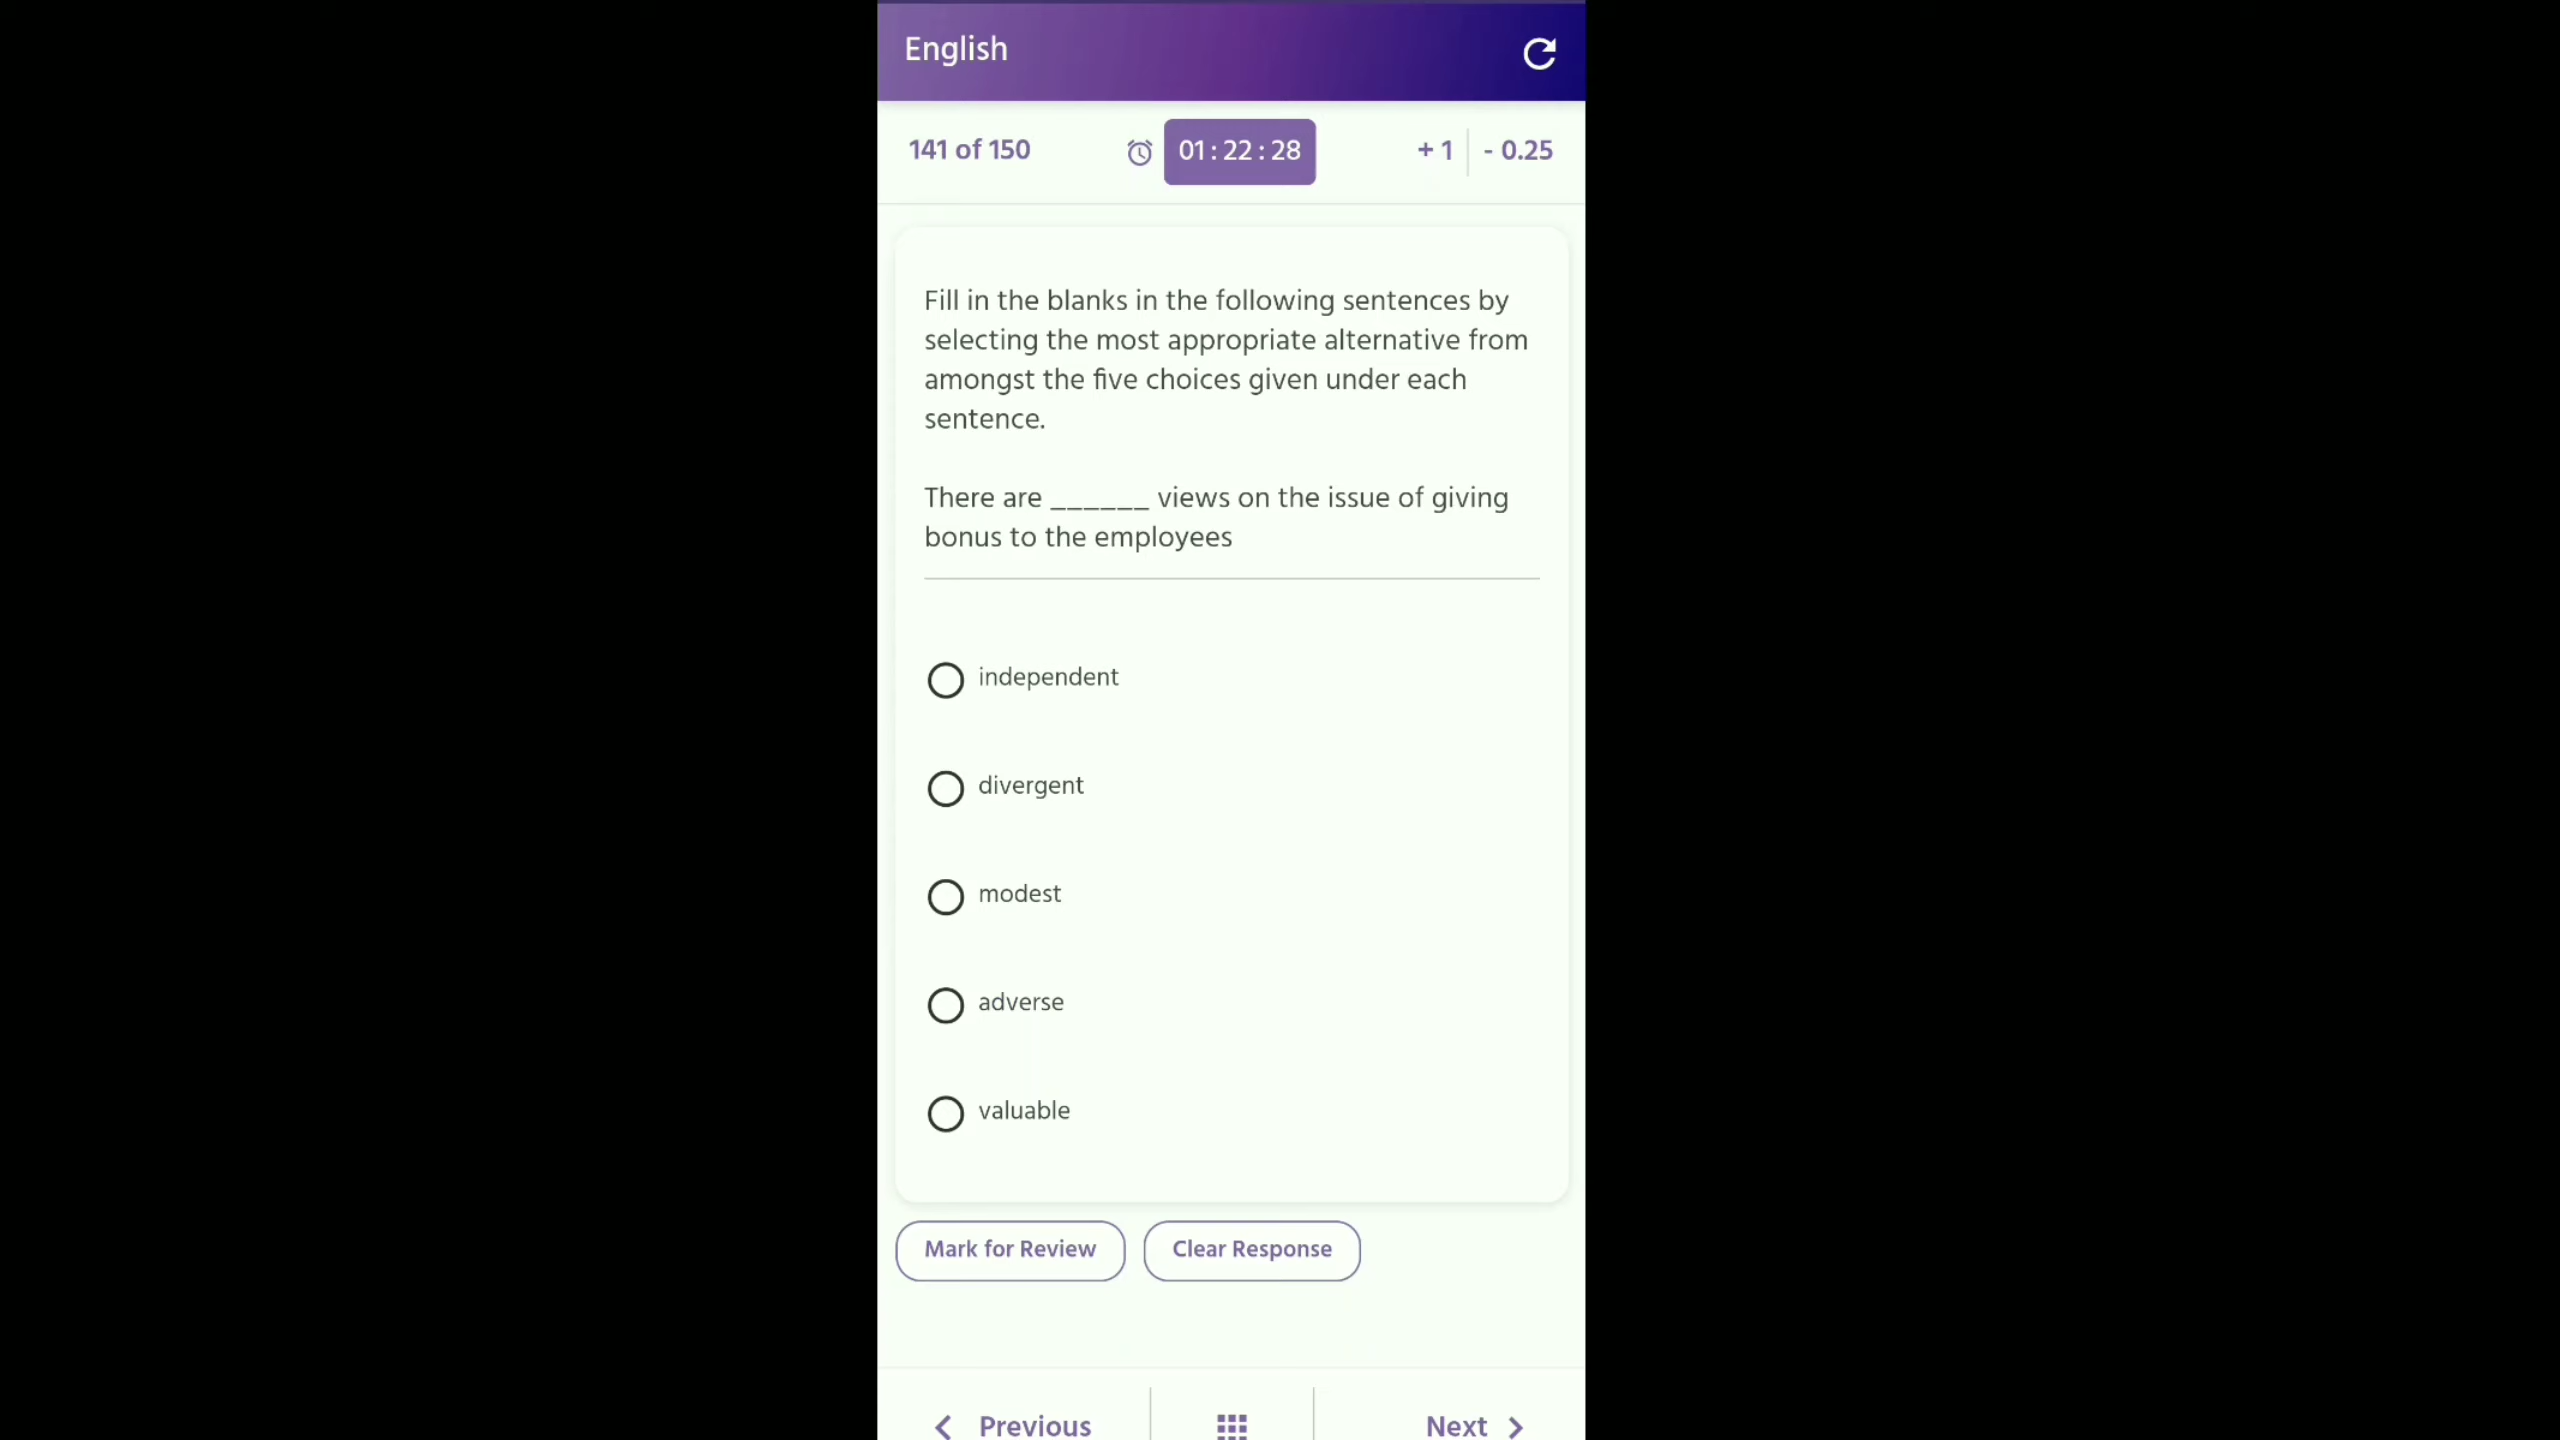 English
141 of 150
01 : 22 : 28
+ 1
- 0.25
Fill in the blanks in the following sentences by
selecting the most appropriate alternative from
amongst the five choices given under each
sentence.
There are ______ views on the issue of giving
bonus to the employees
independent
divergent
modest
adverse
valuable
Mark for Review
Clear Response
Previous
Next